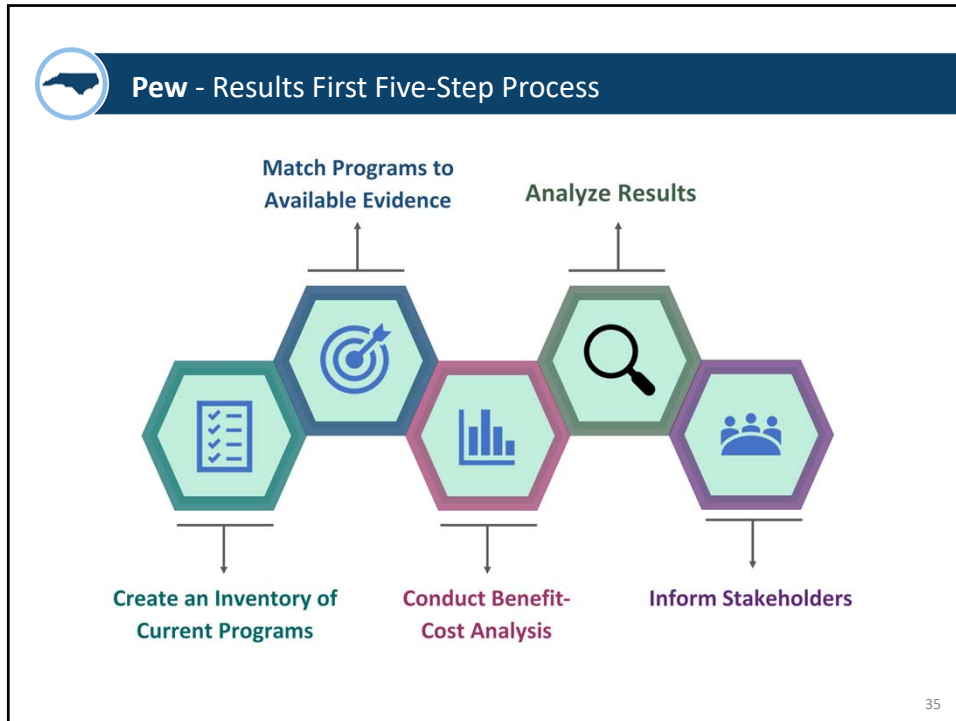 Pew - Results First Five-Step Process
Match Programs to
Available Evidence
Analyze Results
Create an Inventory of
Current Programs
Conduct Benefit-
Cost Analysis
Inform Stakeholders
35